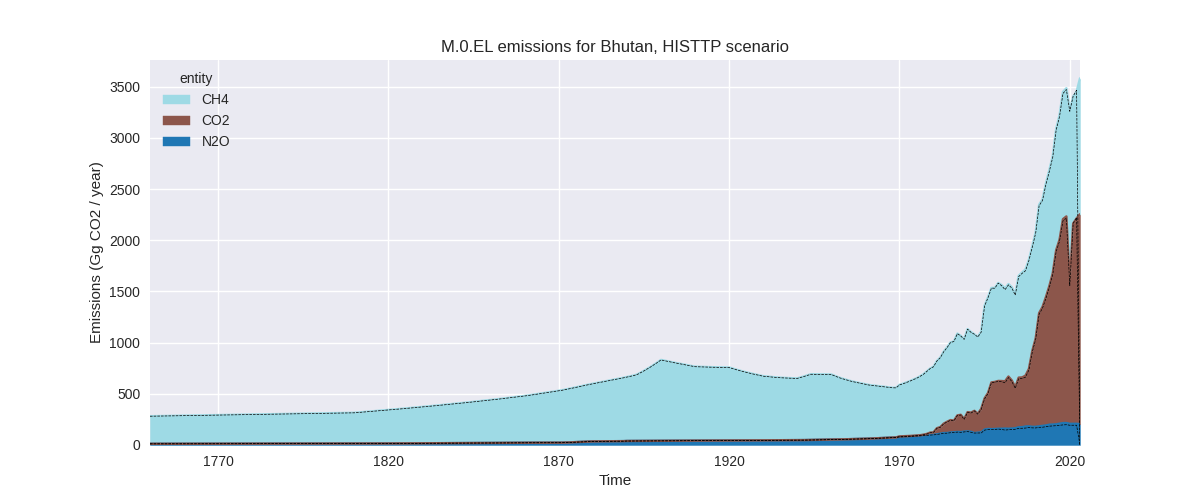 M.0.EL emissions for Bhutan, HISTTP scenario
entity
CH4
CO2
N2O
Emissions (Gg CO2 / year)
3500
3000
2500
2000
1500
1000
500
0
1770
1820
1870
1920
1970
2020
Time